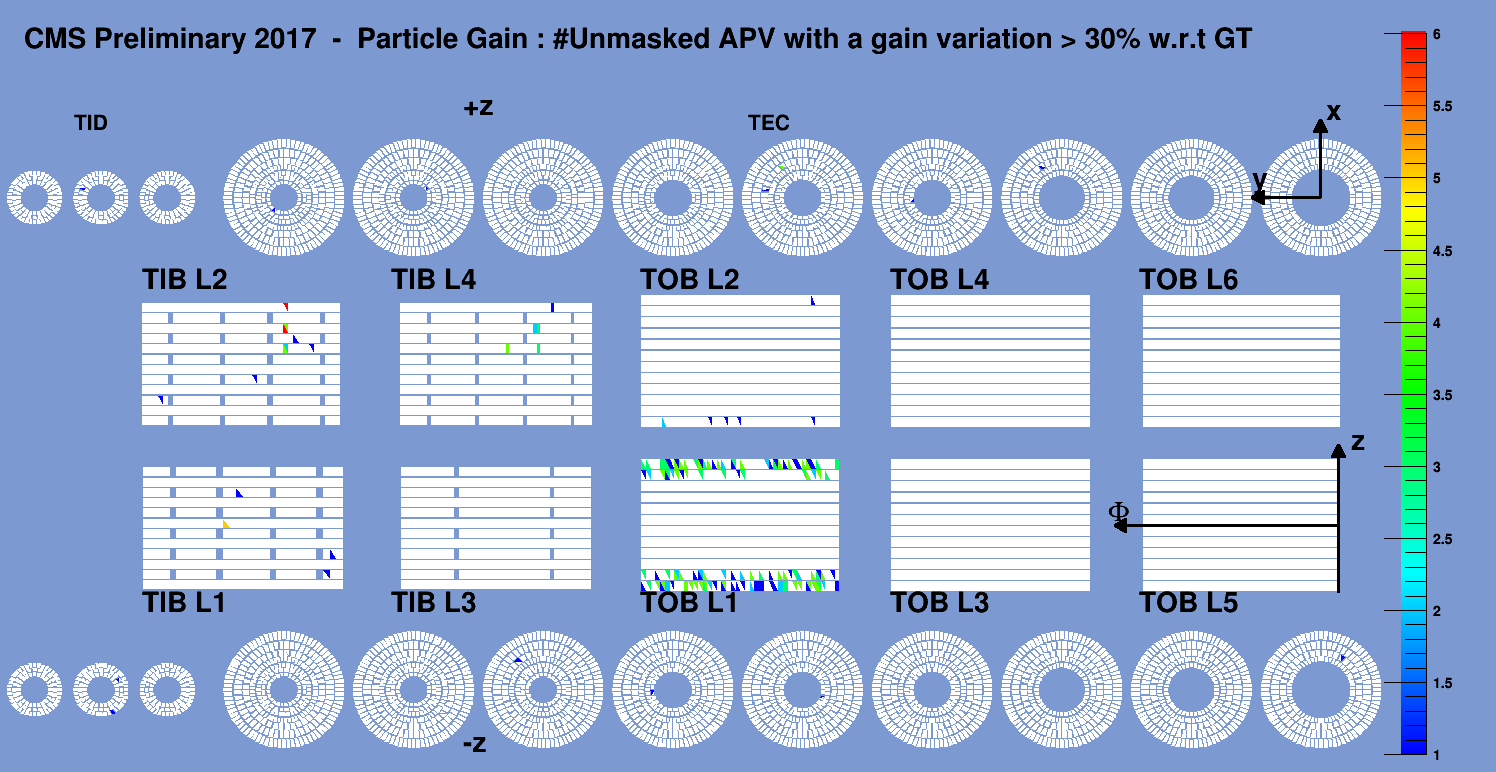 CMS Preliminary 2017 - Particle Gain : #Unmasked APV with a gain variation > 30% w.r.t GT
+z
TID
TEC
x
y
TIB L2
TIB L4
TOB L2
TOB L4
TOB L6
z
Φ
TIB L1
TIB L3
TOB L1
TOB L3
TOB L5
-z
6
5.5
5
4.5
4
3.5
3
2.5
2
1.5
1